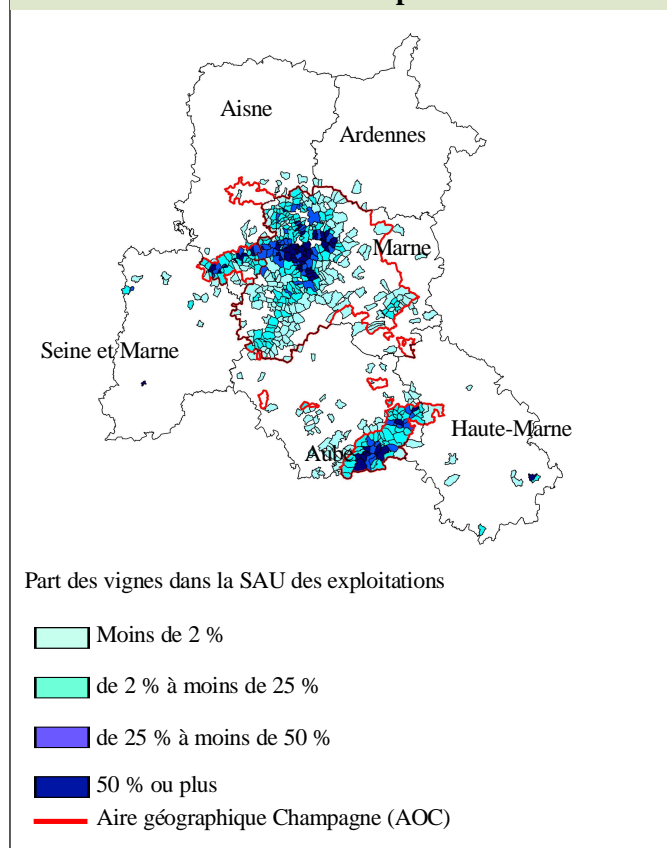 Aisne
Ardennes
Marne
Seine et Marne
Haute-Marne
Aube
Part des vignes dans la SAU des exploitations
Moins de 2 %
de 2 % à moins de 25 %
de 25 % à moins de 50 %
50 % ou plus
Aire géographique Champagne (AOC)